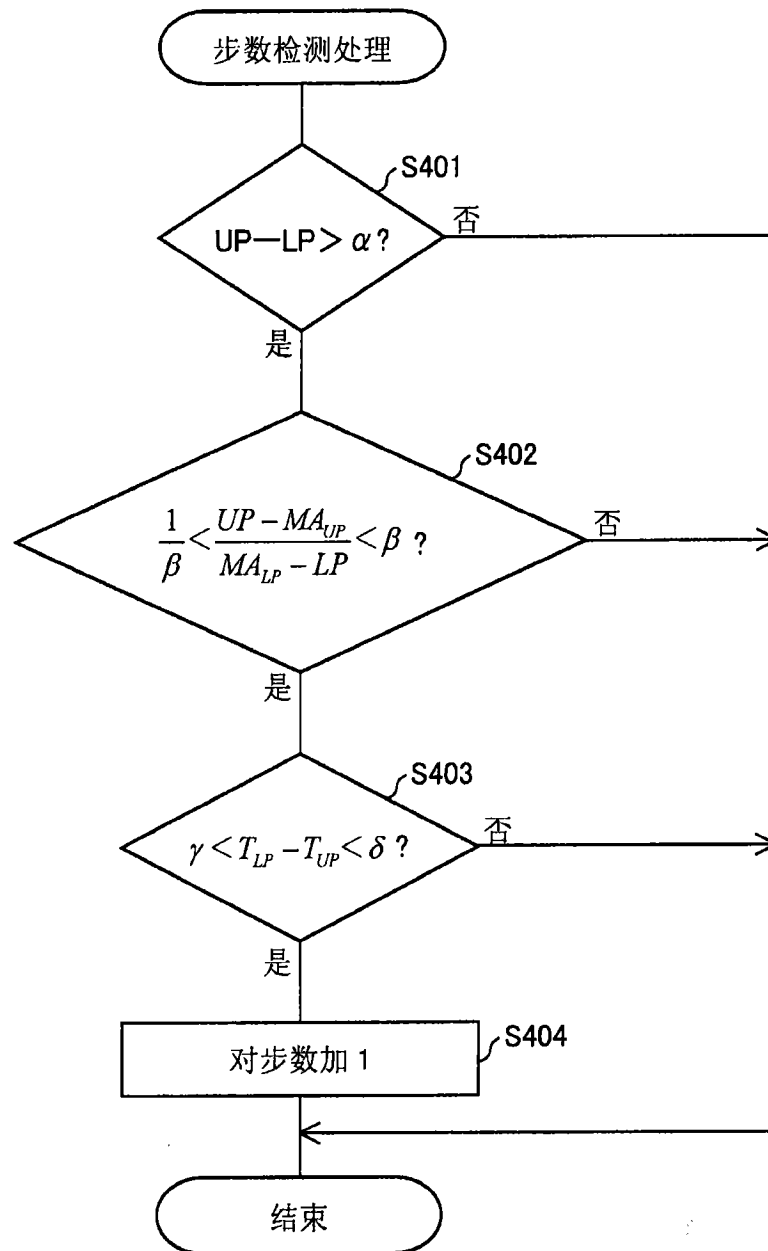 步数检测处理
S401
UP—LP＞α?
否
是
S402
1/β＜(UP－MA_UP)/(MA_LP－LP)＜β?
否
是
S403
γ＜T_LP－T_UP＜δ?
否
是
S404
对步数加 1
结束